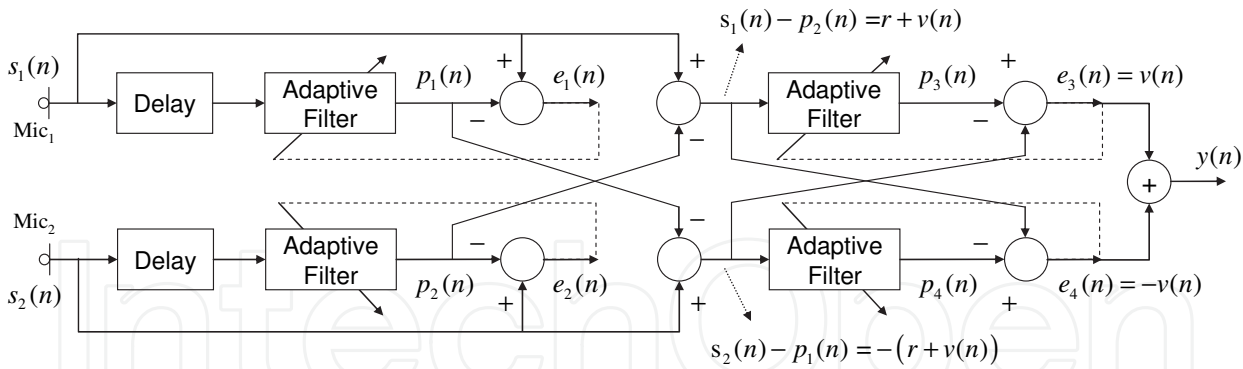 s₁(n) − p₂(n) = r + v(n)
s₁(n)
Mic₁
Delay
Adaptive
Filter
p₁(n)
+
−
e₁(n)
+
−
Adaptive
Filter
p₃(n)
+
−
e₃(n) = v(n)
y(n)
+
Mic₂
s₂(n)
Delay
Adaptive
Filter
p₂(n)
−
+
e₂(n)
−
+
Adaptive
Filter
p₄(n)
−
+
e₄(n) = −v(n)
s₂(n) − p₁(n) = −(r + v(n))
IntechOpen